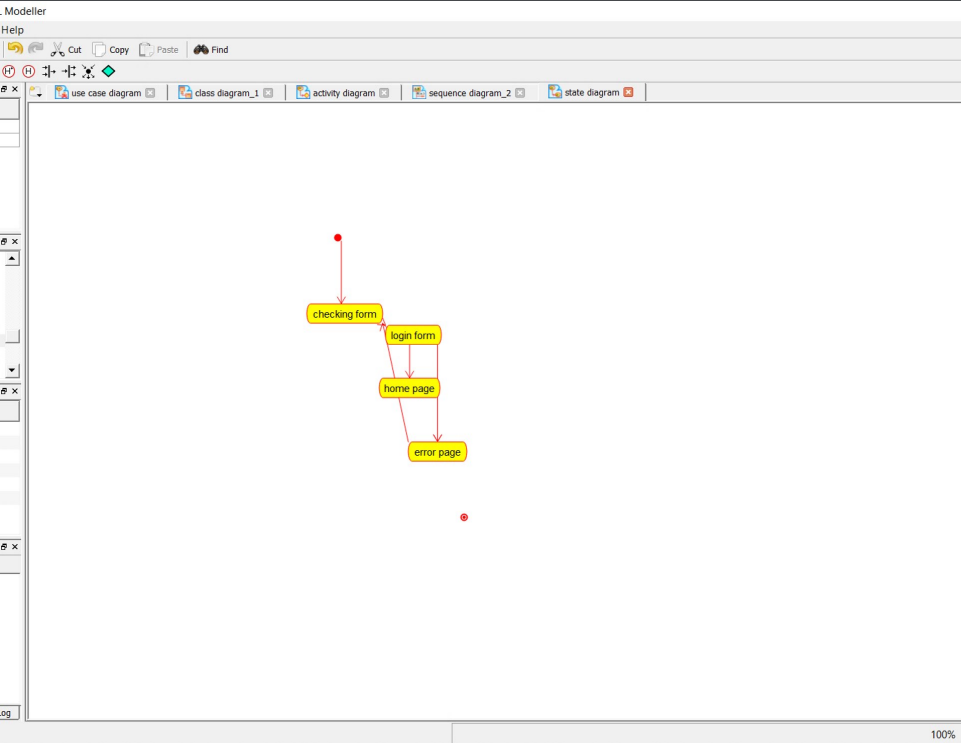 Modeller
Help
Cut Copy Paste Find
use case diagram class diagram_1 activity diagram sequence diagram_2 state diagram
checking form
login form
home page
error page
og
100%